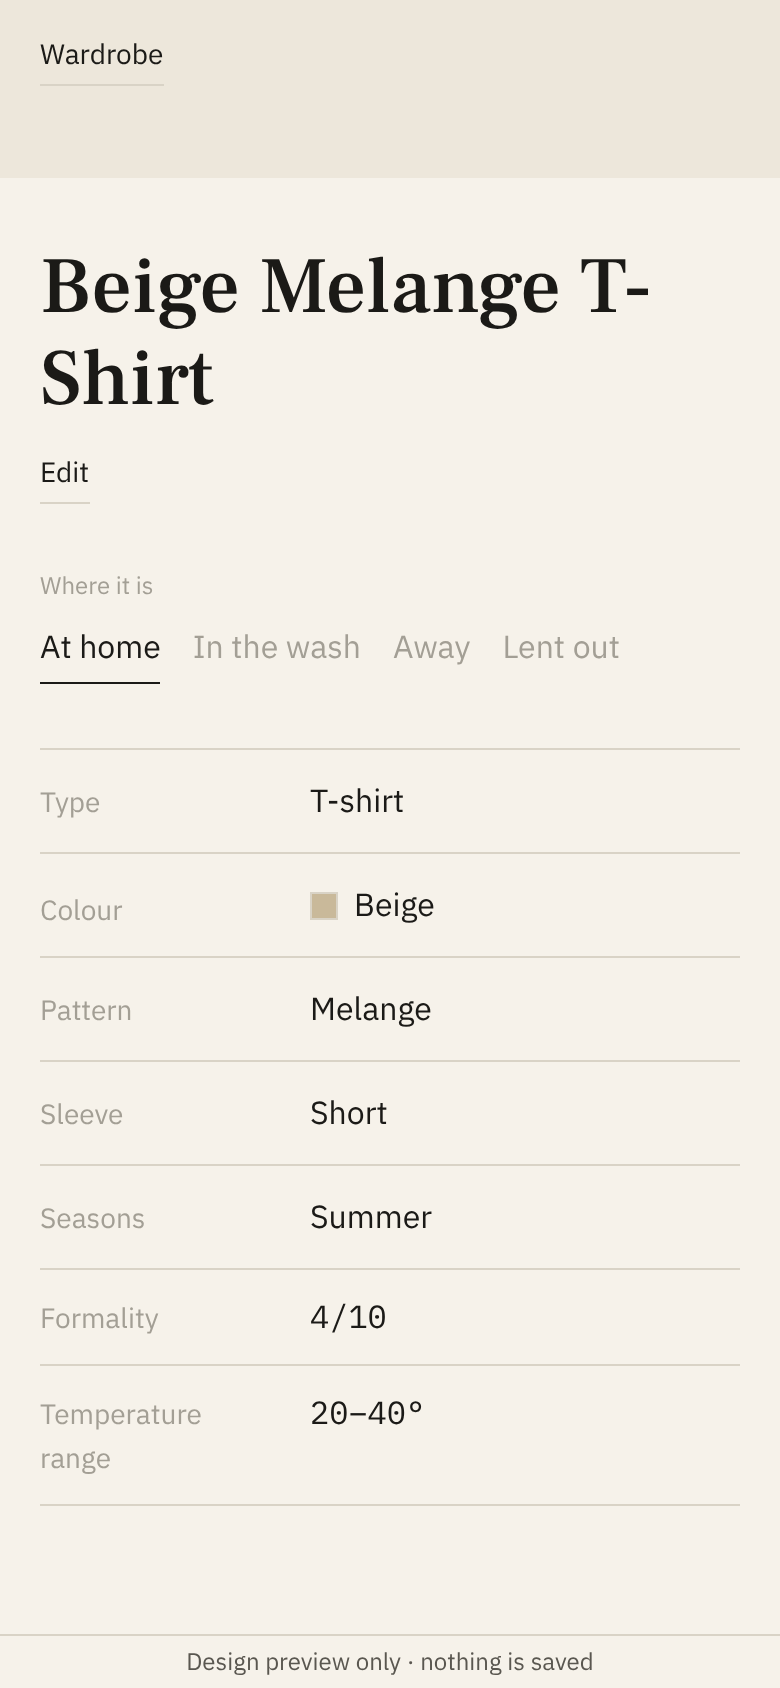 Wardrobe
Beige Melange T-
Shirt
Edit
Where it is
At home In the wash Away Lent out
Type T-shirt
Colour Beige
Pattern Melange
Sleeve Short
Seasons Summer
Formality 4/10
Temperature 20–40°
range
Design preview only · nothing is saved